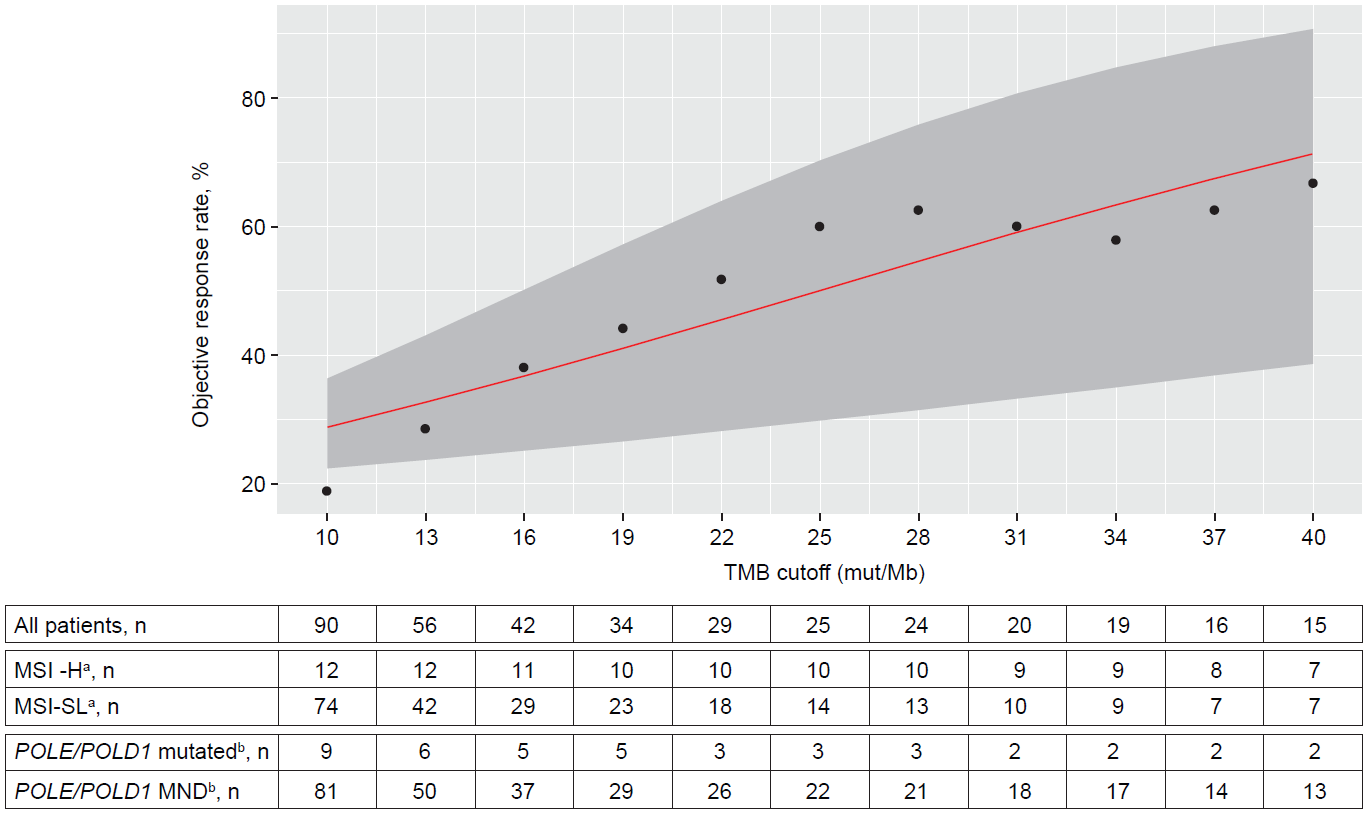 80
60
40
20
Objective response rate, %
10 13 16 19 22 25 28 31 34 37 40
TMB cutoff (mut/Mb)
All patients, n 90 56 42 34 29 25 24 20 19 16 15
MSI -Hᵃ, n 12 12 11 10 10 10 10 9 9 8 7
MSI-SLᵃ, n 74 42 29 23 18 14 13 10 9 7 7
POLE/POLD1 mutatedᵇ, n 9 6 5 5 3 3 3 2 2 2 2
POLE/POLD1 MNDᵇ, n 81 50 37 29 26 22 21 18 17 14 13